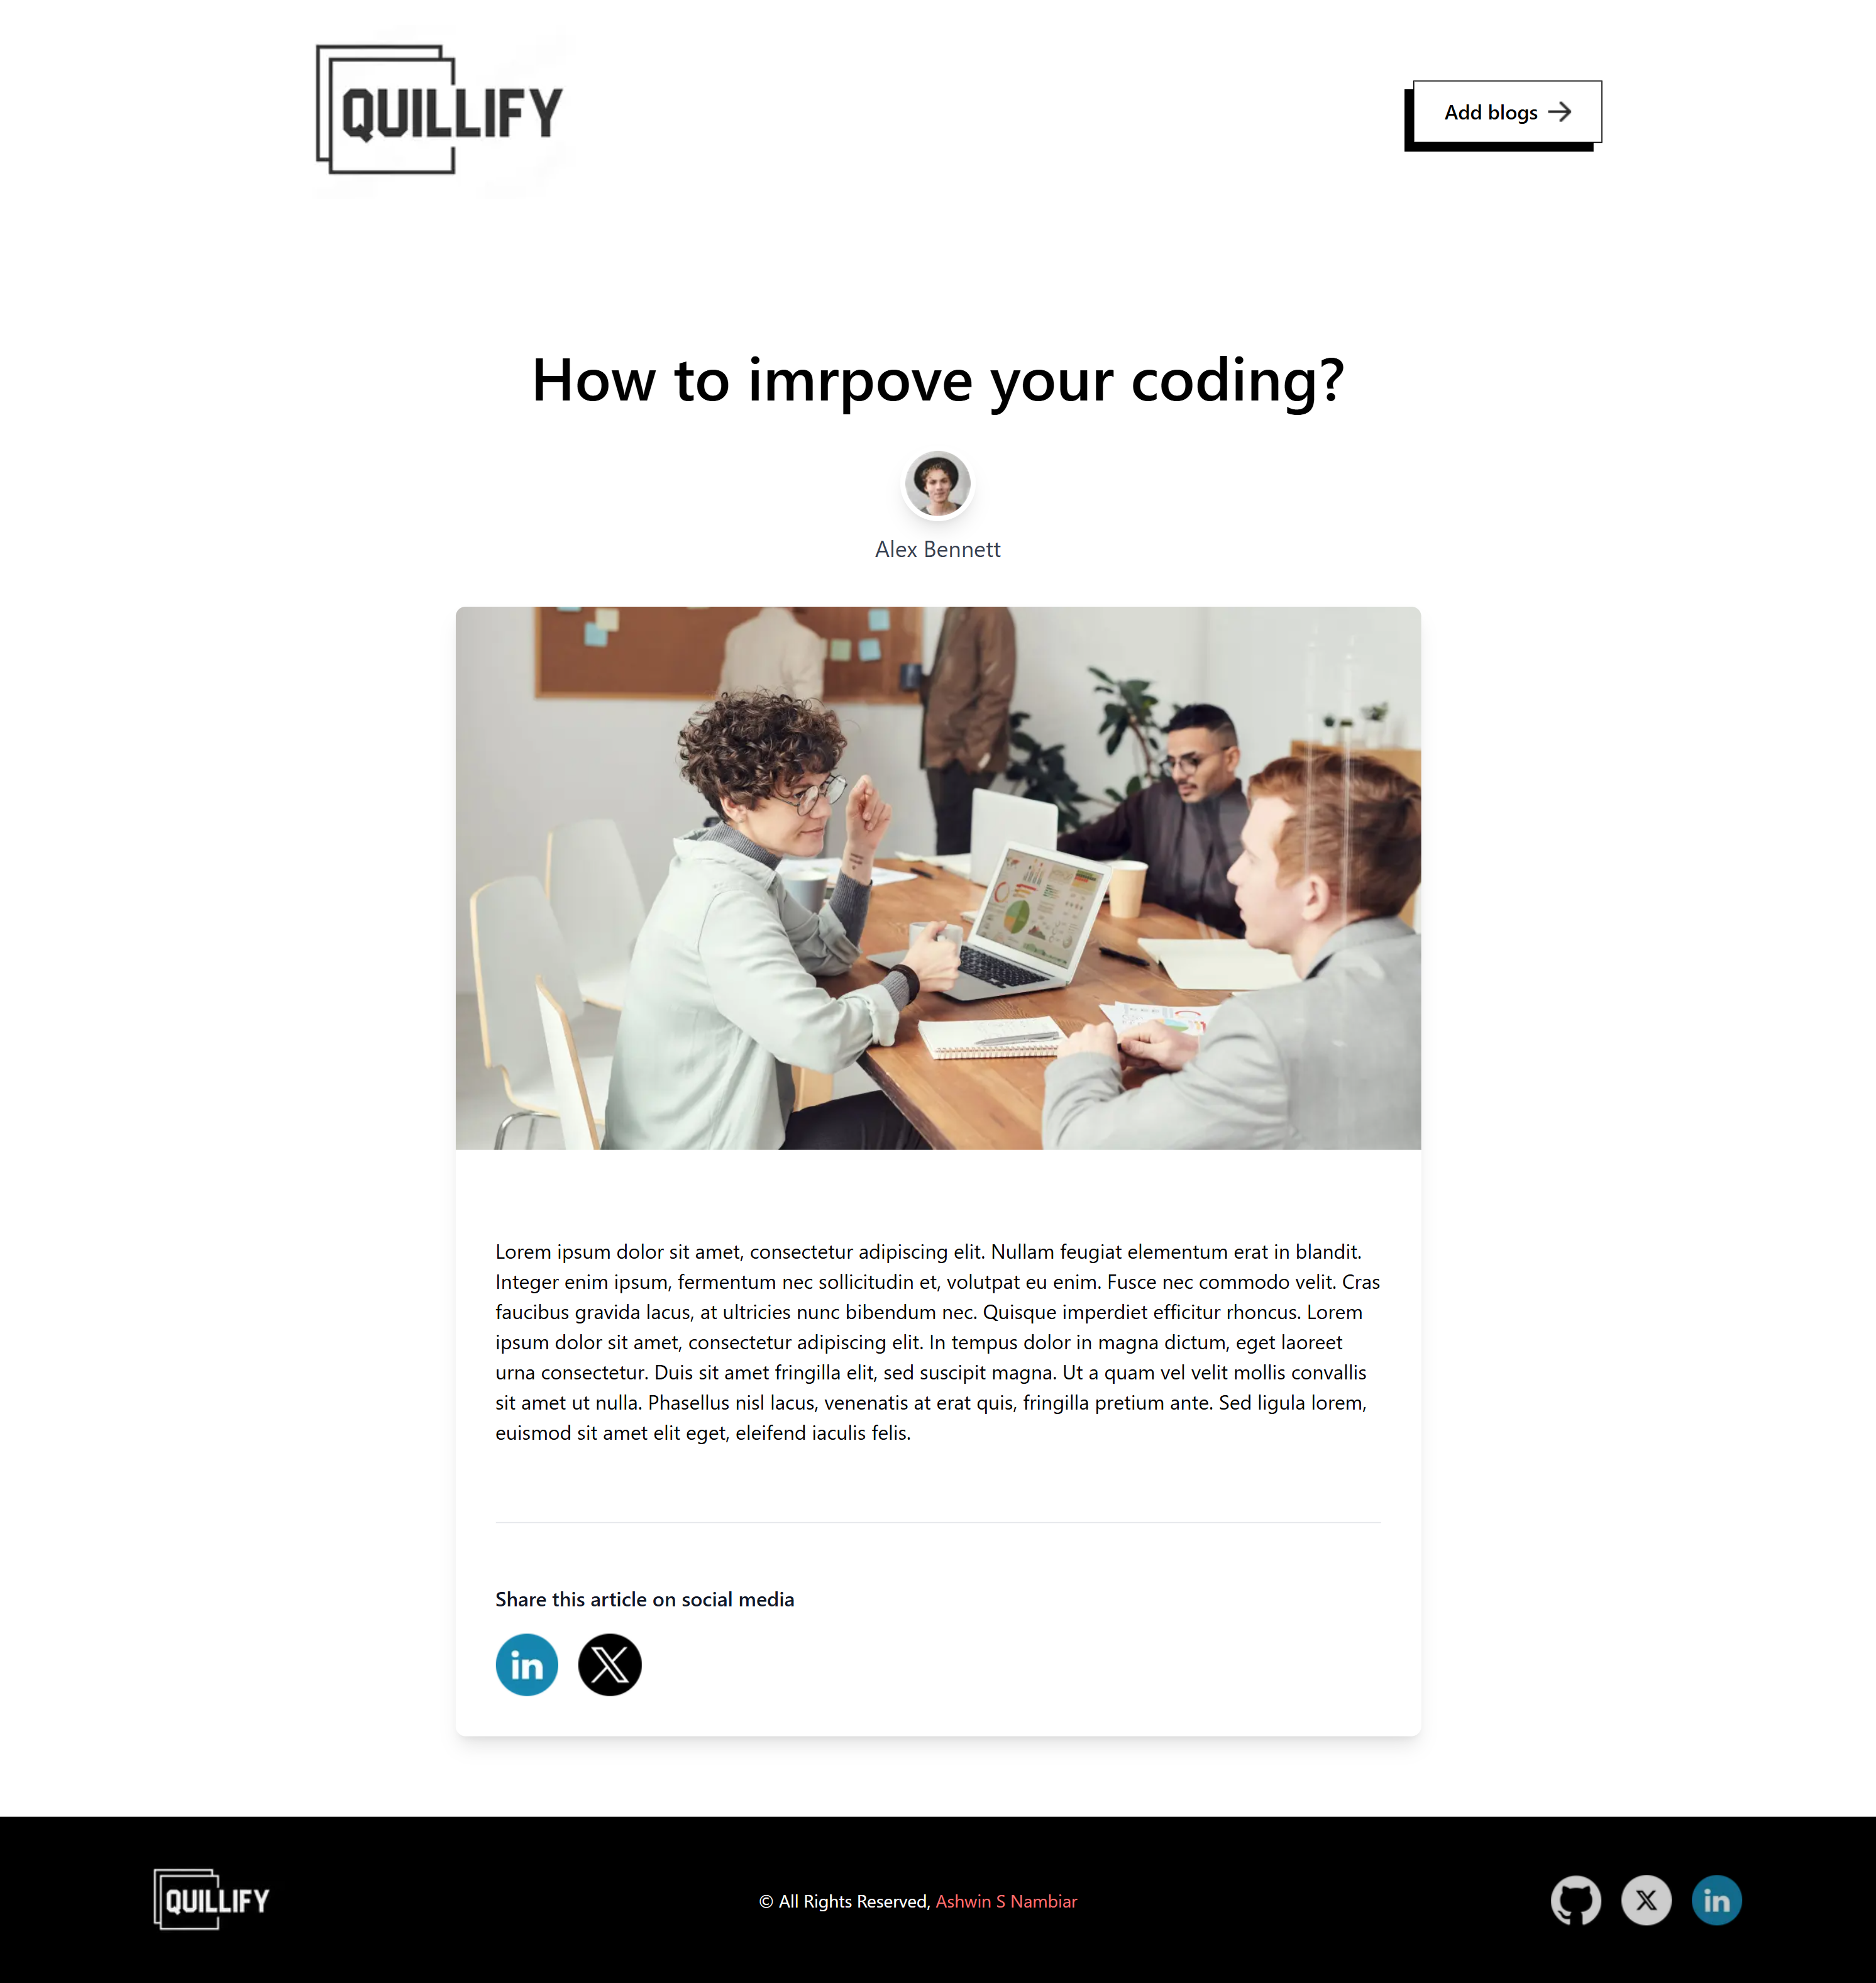 QUILLIFY
Add blogs
How to imrpove your coding?
Alex Bennett
Lorem ipsum dolor sit amet, consectetur adipiscing elit. Nullam feugiat elementum erat in blandit.
Integer enim ipsum, fermentum nec sollicitudin et, volutpat eu enim. Fusce nec commodo velit. Cras
faucibus gravida lacus, at ultricies nunc bibendum nec. Quisque imperdiet efficitur rhoncus. Lorem
ipsum dolor sit amet, consectetur adipiscing elit. In tempus dolor in magna dictum, eget laoreet
urna consectetur. Duis sit amet fringilla elit, sed suscipit magna. Ut a quam vel velit mollis convallis
sit amet ut nulla. Phasellus nisl lacus, venenatis at erat quis, fringilla pretium ante. Sed ligula lorem,
euismod sit amet elit eget, eleifend iaculis felis.
Share this article on social media
in X
QUILLIFY
© All Rights Reserved, Ashwin S Nambiar
X in